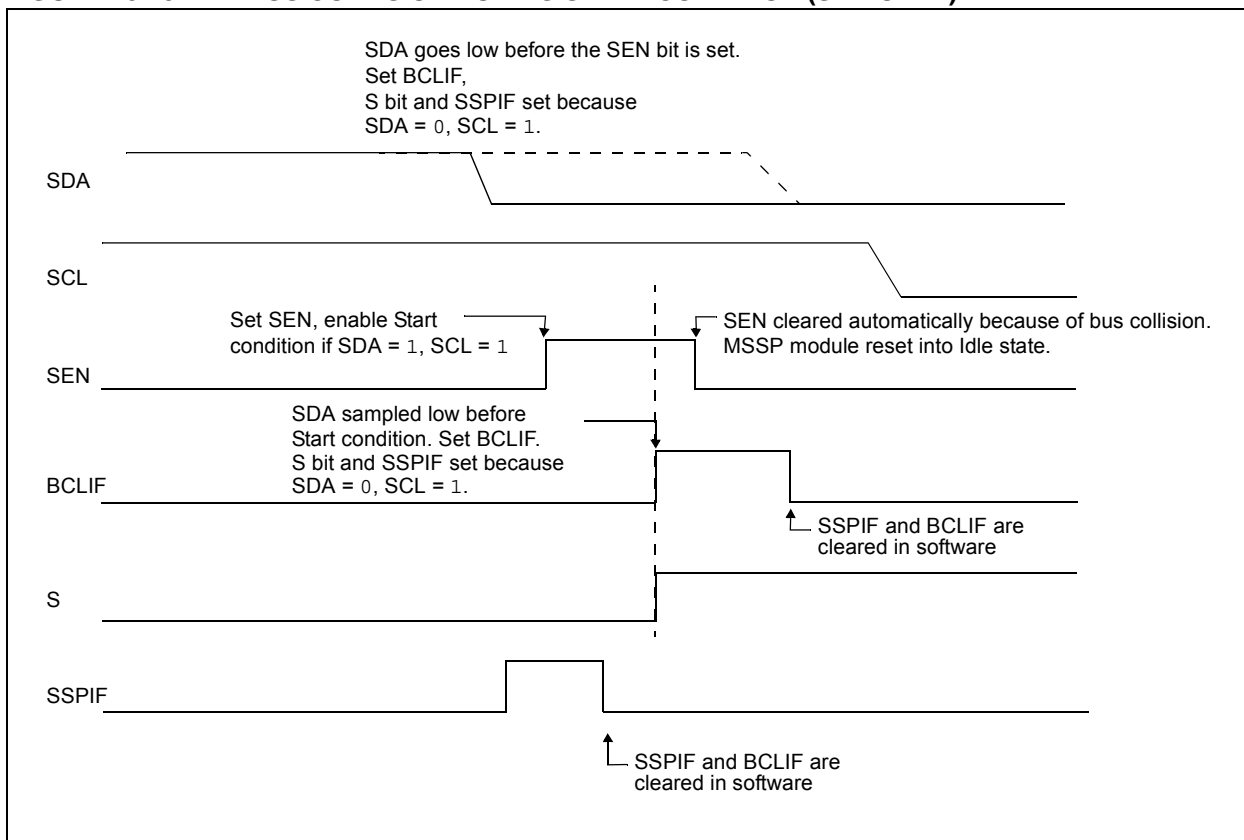 SDA goes low before the SEN bit is set.
Set BCLIF,
S bit and SSPIF set because
SDA = 0, SCL = 1.
SDA
SCL
Set SEN, enable Start
condition if SDA = 1, SCL = 1
SEN cleared automatically because of bus collision.
MSSP module reset into Idle state.
SEN
SDA sampled low before
Start condition. Set BCLIF.
S bit and SSPIF set because
SDA = 0, SCL = 1.
BCLIF
SSPIF and BCLIF are
cleared in software
S
SSPIF
SSPIF and BCLIF are
cleared in software